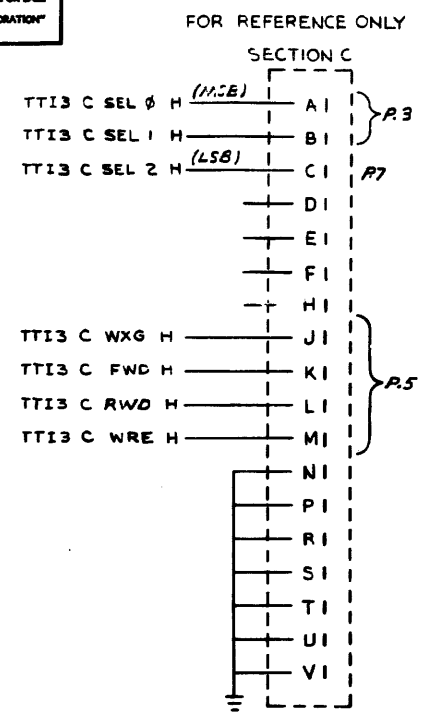 ORATION"
FOR REFERENCE ONLY
SECTION C
TTI3 C SEL Ø H (MSB) A1
P.3
TTI3 C SEL 1 H B1
TTI3 C SEL 2 H (LSB) C1 P.7
D1
E1
F1
H1
TTI3 C WXG H J1
TTI3 C FWD H K1
P.5
TTI3 C RWD H L1
TTI3 C WRE H M1
N1
P1
R1
S1
T1
U1
V1